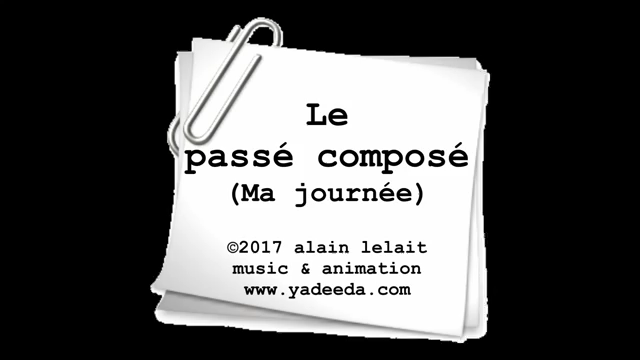 Le
passé composé
(Ma journée)
©2017 alain lelait
music & animation
www.yadeeda.com